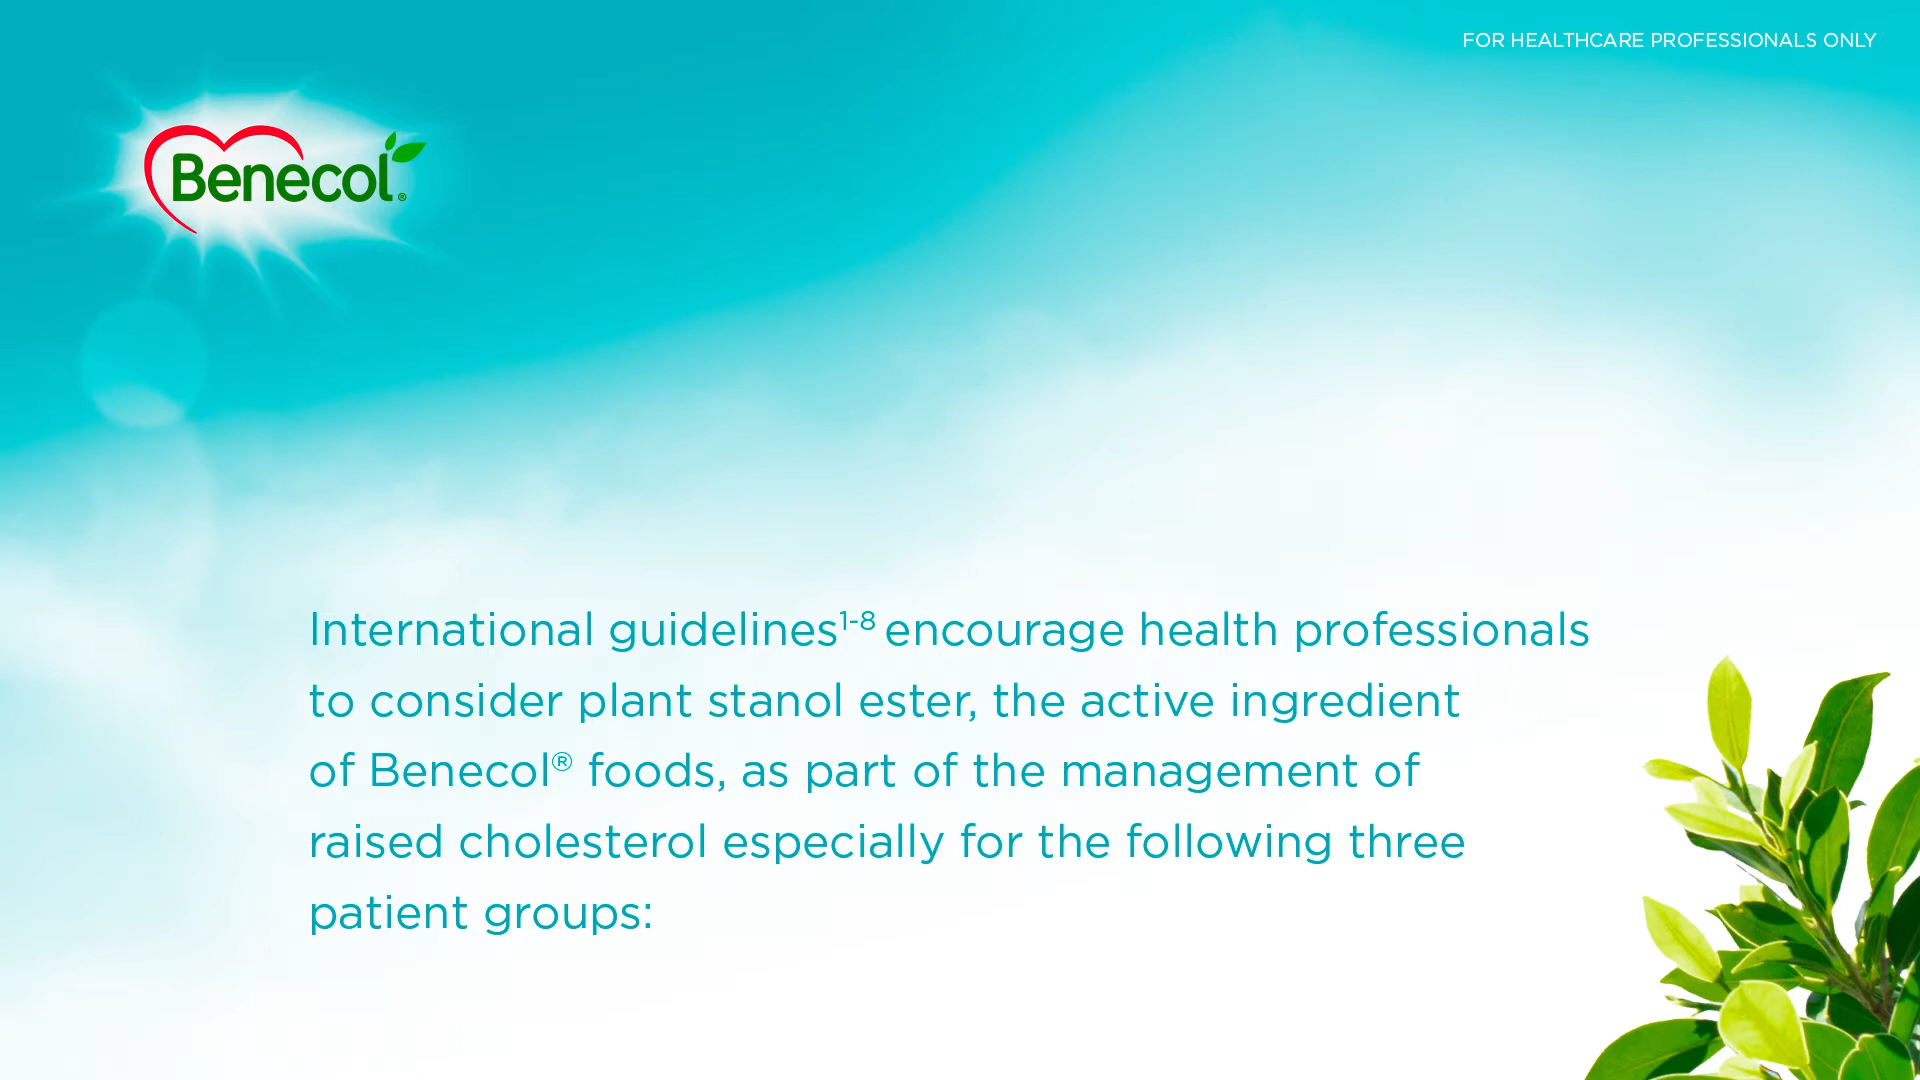 FOR HEALTHCARE PROFESSIONALS ONLY
Benecol®
International guidelines¹⁻⁸ encourage health professionals
to consider plant stanol ester, the active ingredient
of Benecol® foods, as part of the management of
raised cholesterol especially for the following three
patient groups: